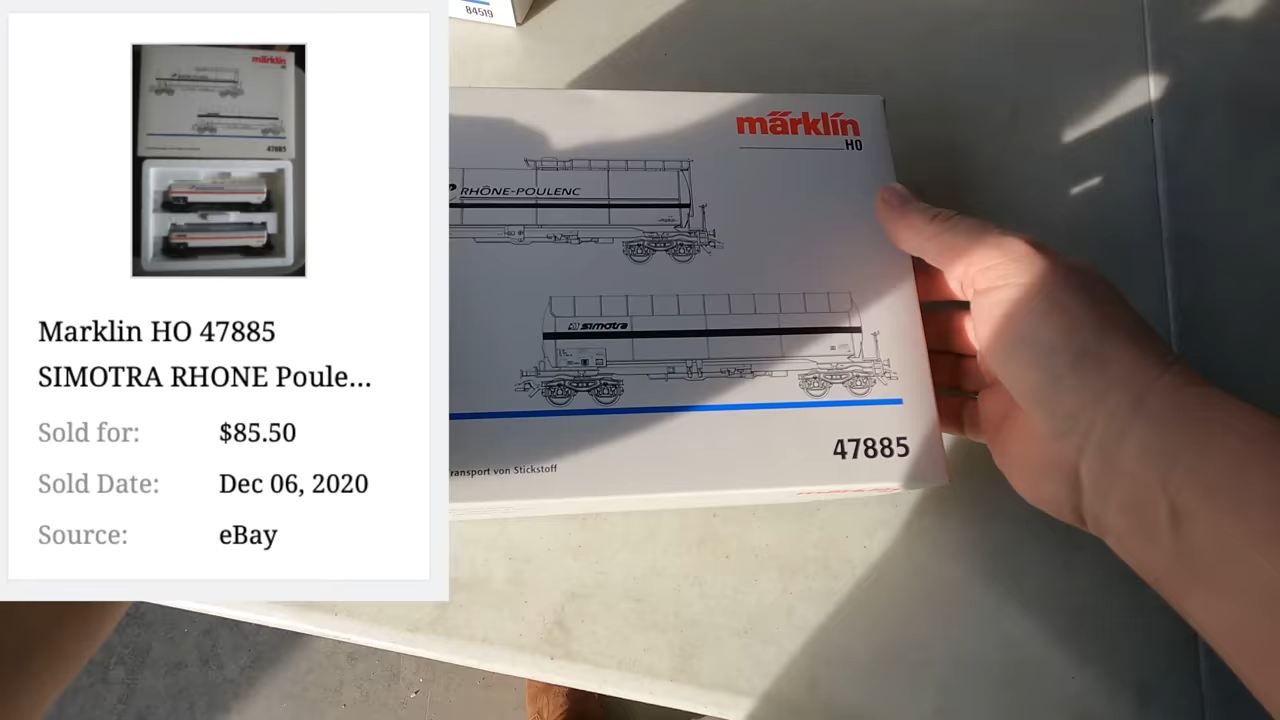 84519
märklin
HO
RHÔNE-POULENC
simotra
47885
ransport von Stickstoff
märklin
47885
Marklin HO 47885
SIMOTRA RHONE Poule...
Sold for: $85.50
Sold Date: Dec 06, 2020
Source: eBay